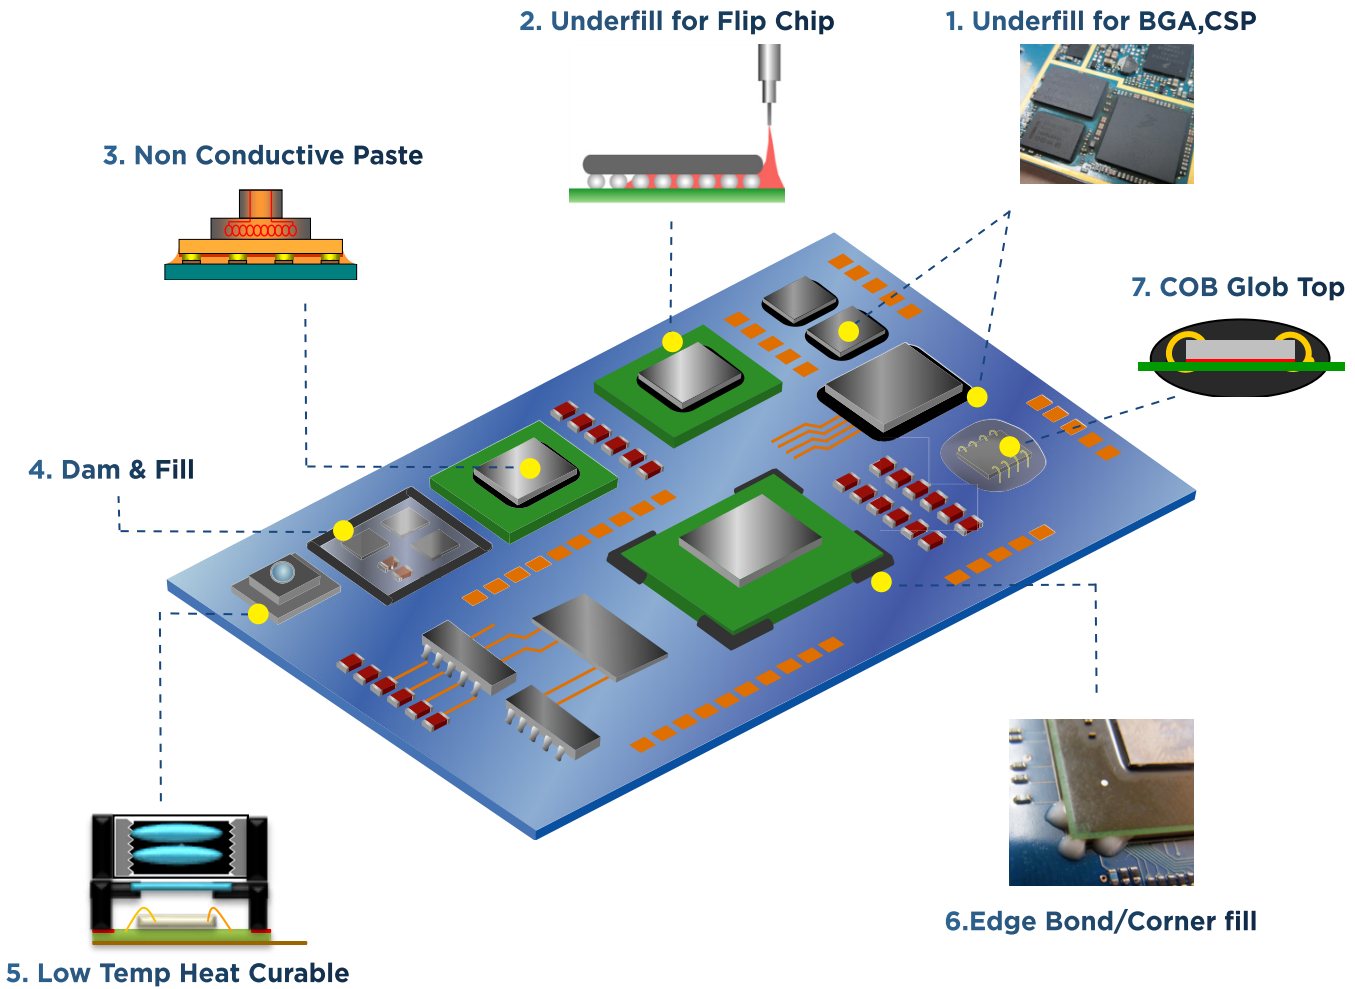 2. Underfill for Flip Chip
1. Underfill for BGA,CSP
3. Non Conductive Paste
7. COB Glob Top
4. Dam & Fill
6.Edge Bond/Corner fill
5. Low Temp Heat Curable